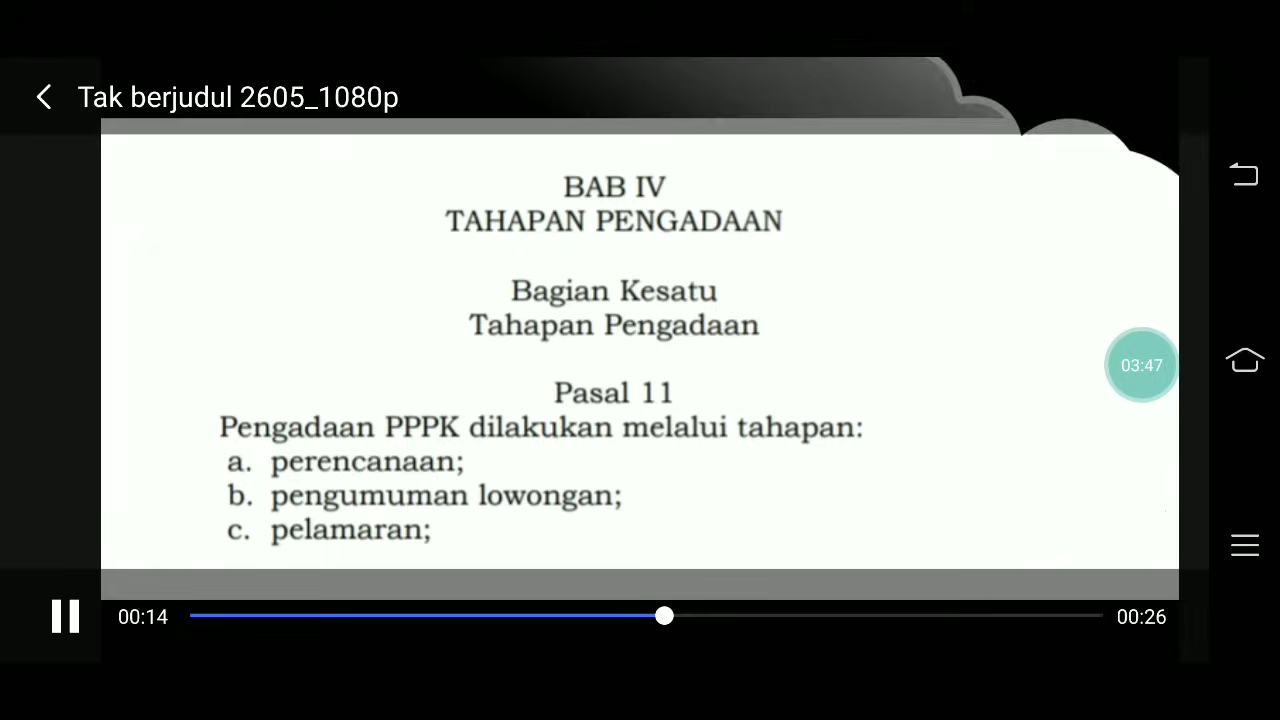 Tak berjudul 2605_1080p
BAB IV
TAHAPAN PENGADAAN
Bagian Kesatu
Tahapan Pengadaan
Pasal 11
Pengadaan PPPK dilakukan melalui tahapan:
a. perencanaan;
b. pengumuman lowongan;
c. pelamaran;
03:47
00:14
00:26